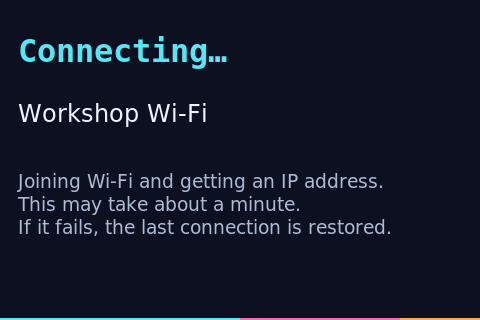 Connecting…
Workshop Wi-Fi
Joining Wi-Fi and getting an IP address.
This may take about a minute.
If it fails, the last connection is restored.